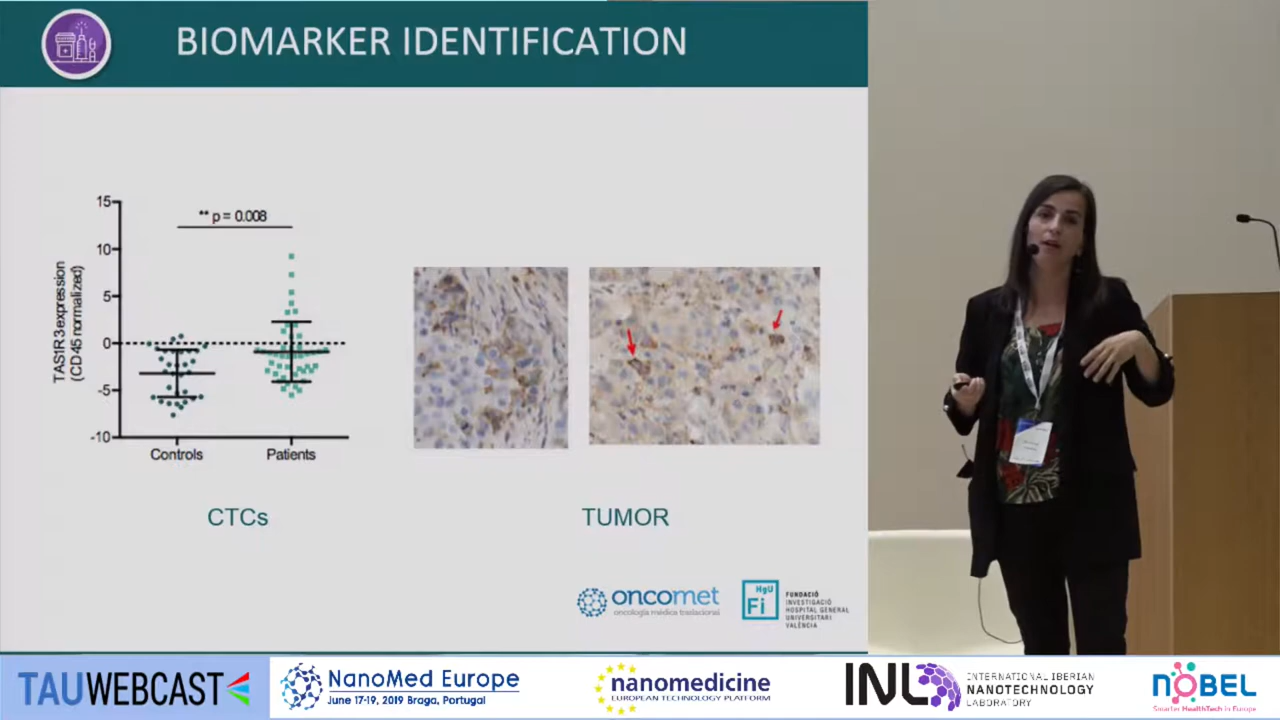 BIOMARKER IDENTIFICATION
15
10
5
0
-5
-10
TAS1R3 expression
(CD45 normalized)
** p = 0.008
Controls
Patients
CTCs
TUMOR
oncomet
oncología médica traslacional
HgU
Fi
FUNDACIÓ
INVESTIGACIÓ
HOSPITAL GENERAL
UNIVERSITARI
VALÈNCIA
TAUWEBCAST
NanoMed Europe
June 17-19, 2019 Braga, Portugal
nanomedicine
EUROPEAN TECHNOLOGY PLATFORM
INL
INTERNATIONAL IBERIAN
NANOTECHNOLOGY
LABORATORY
NOBEL
Smarter HealthTech in Europe